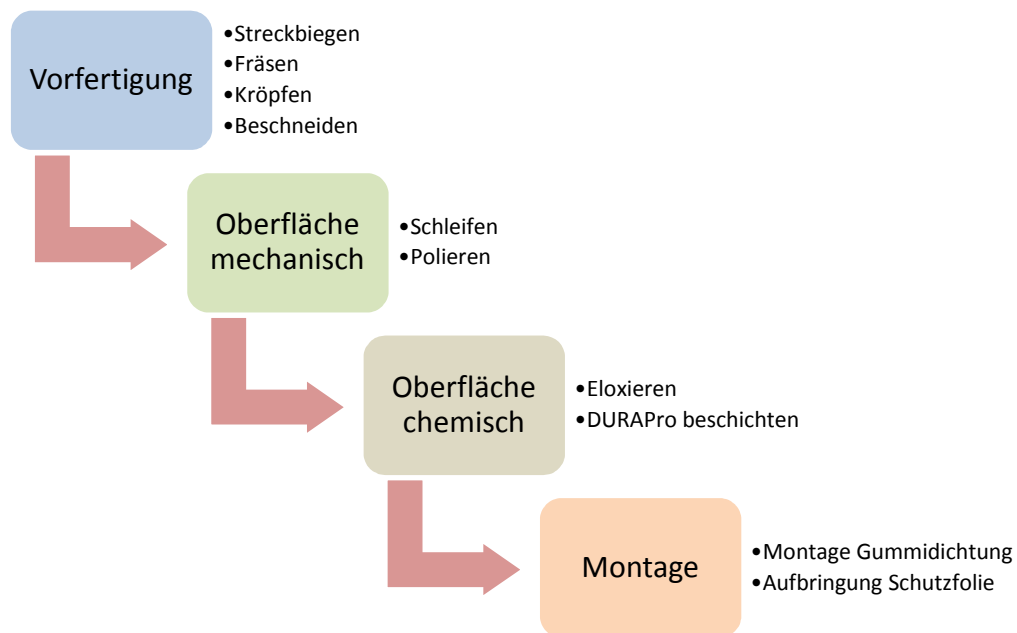 Vorfertigung
•Streckbiegen
•Fräsen
•Kröpfen
•Beschneiden
Oberfläche
mechanisch
•Schleifen
•Polieren
Oberfläche
chemisch
•Eloxieren
•DURAPro beschichten
Montage
•Montage Gummidichtung
•Aufbringung Schutzfolie